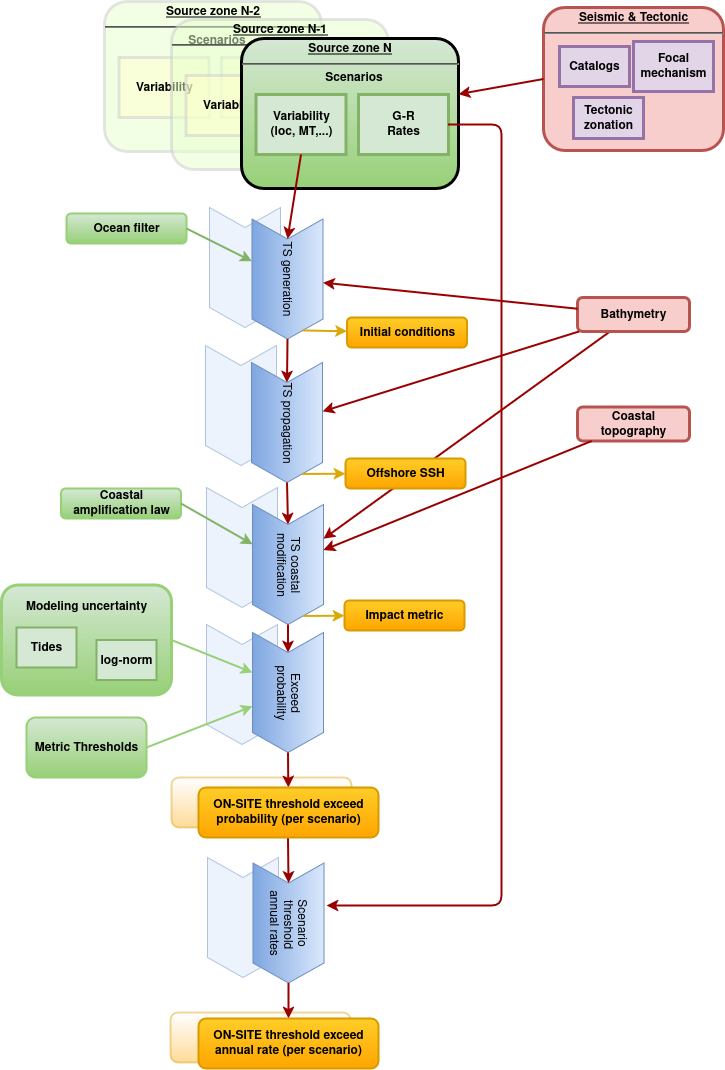 Source zone N-2
Source zone N-1
Scenarios
Variability
Variab
Source zone N
Scenarios
Variability
(loc, MT,...)
G-R
Rates
Seismic & Tectonic
Catalogs
Focal
mechanism
Tectonic
zonation
Ocean filter
TS generation
Initial conditions
Bathymetry
TS propagation
Coastal
topography
Offshore SSH
Coastal
amplification law
TS coastal
modification
Modeling uncertainty
Tides
log-norm
Impact metric
Exceed
probability
Metric Thresholds
ON-SITE threshold exceed
probability (per scenario)
Scenario
threshold
annual rates
ON-SITE threshold exceed
annual rate (per scenario)